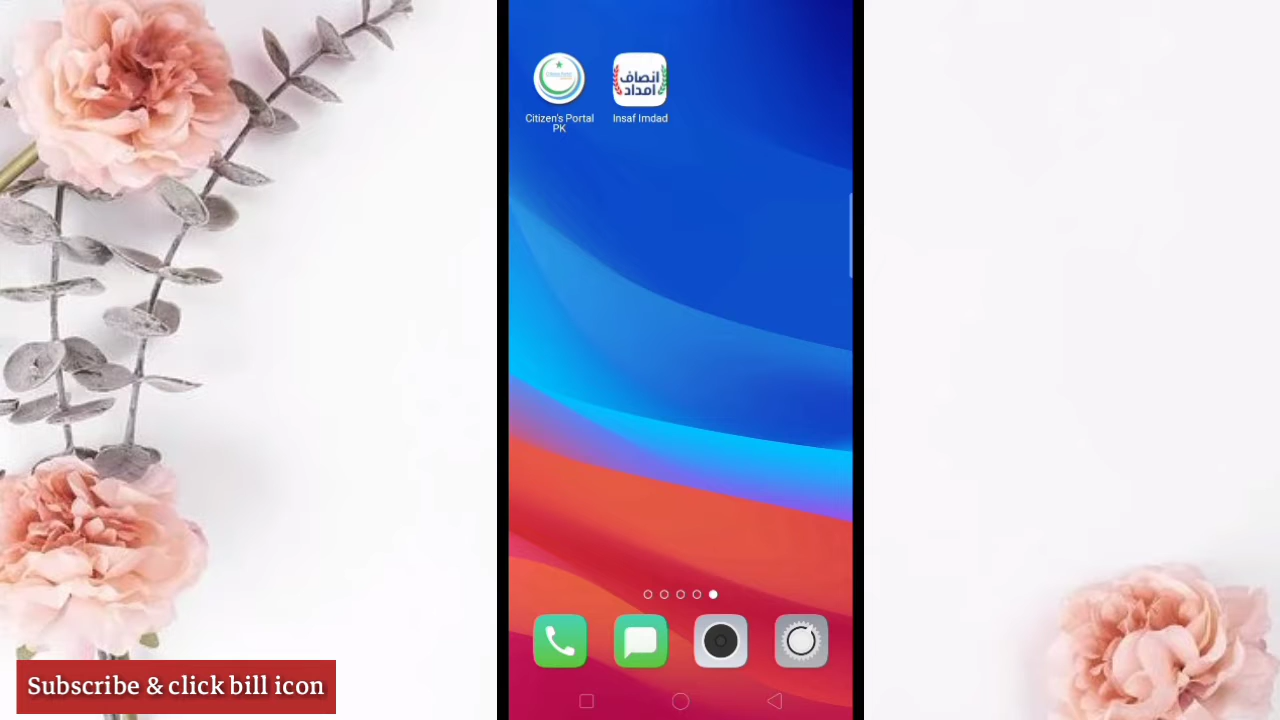 انصاف
امداد
Citizen's Portal
PK
Insaf Imdad
Subscribe & click bill icon